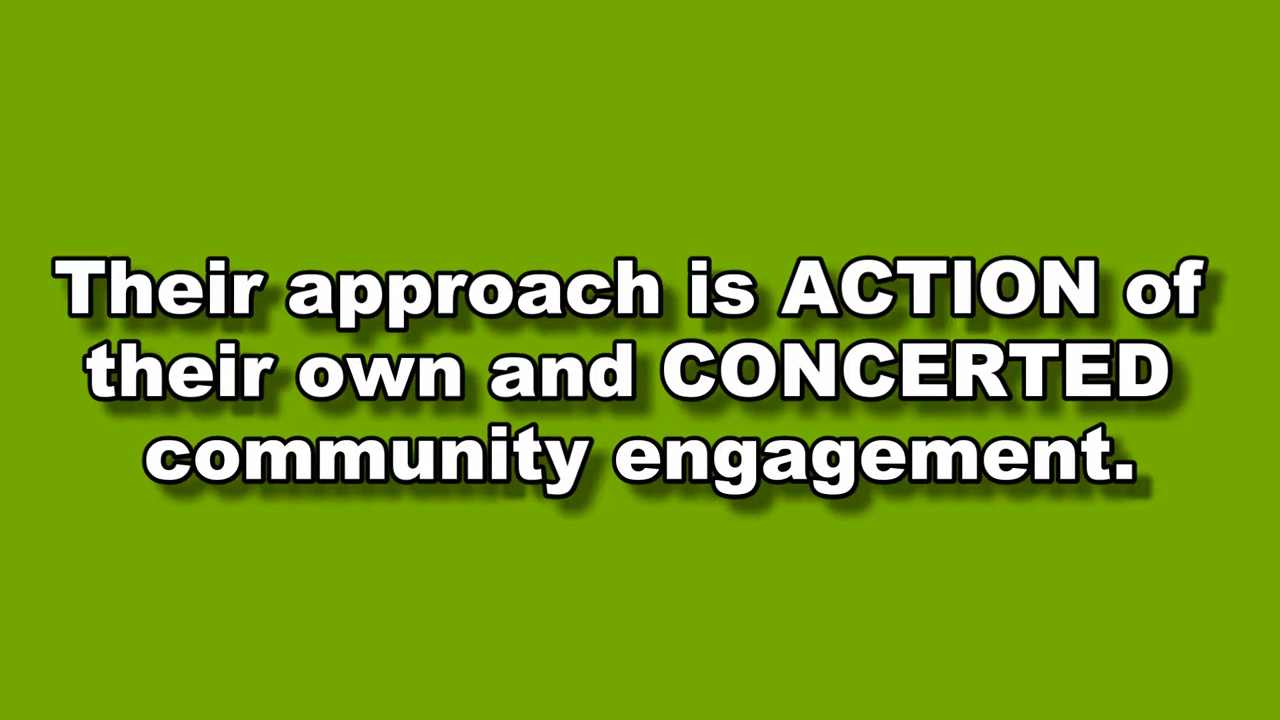 Their approach is ACTION of
their own and CONCERTED
community engagement.